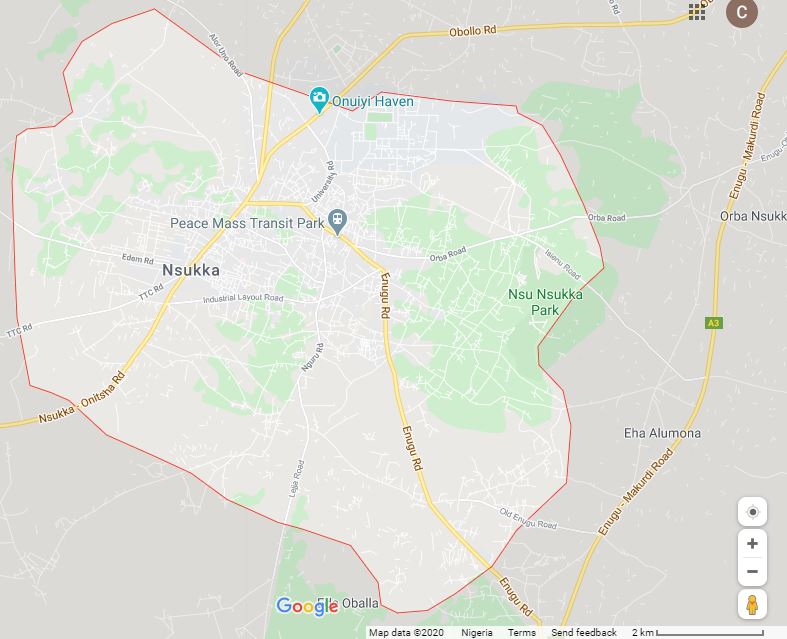 Obollo Rd
C
Alor Uno Road
Onuiyi Haven
Enugu - Makurdi Road
University Rd
Peace Mass Transit Park
Orba Road
Orba Nsukk
Edem Rd
Orba Road
Isienu Road
Nsukka
TTC Rd
Enugu Rd
Industrial Layout Road
Nsu Nsukka
Park
TTC Rd
A3
Nguru Rd
Nsukka - Onitsha Rd
Enugu Rd
Eha Alumona
Lejja Road
Enugu - Makurdi Road
Old Enugu Road
Enugu Rd
Google
Oballa
Map data ©2020 Nigeria Terms Send feedback 2 km